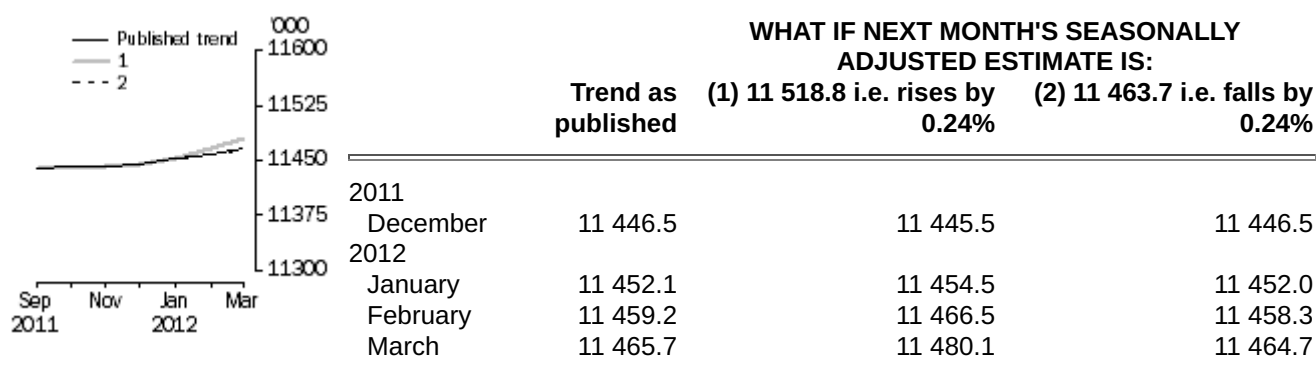 '000
Published trend
1
2
11600
11525
11450
11375
11300
Sep Nov Jan Mar
2011 2012
WHAT IF NEXT MONTH'S SEASONALLY
ADJUSTED ESTIMATE IS:
Trend as (1) 11 518.8 i.e. rises by (2) 11 463.7 i.e. falls by
published 0.24% 0.24%
2011
December 11 446.5 11 445.5 11 446.5
2012
January 11 452.1 11 454.5 11 452.0
February 11 459.2 11 466.5 11 458.3
March 11 465.7 11 480.1 11 464.7